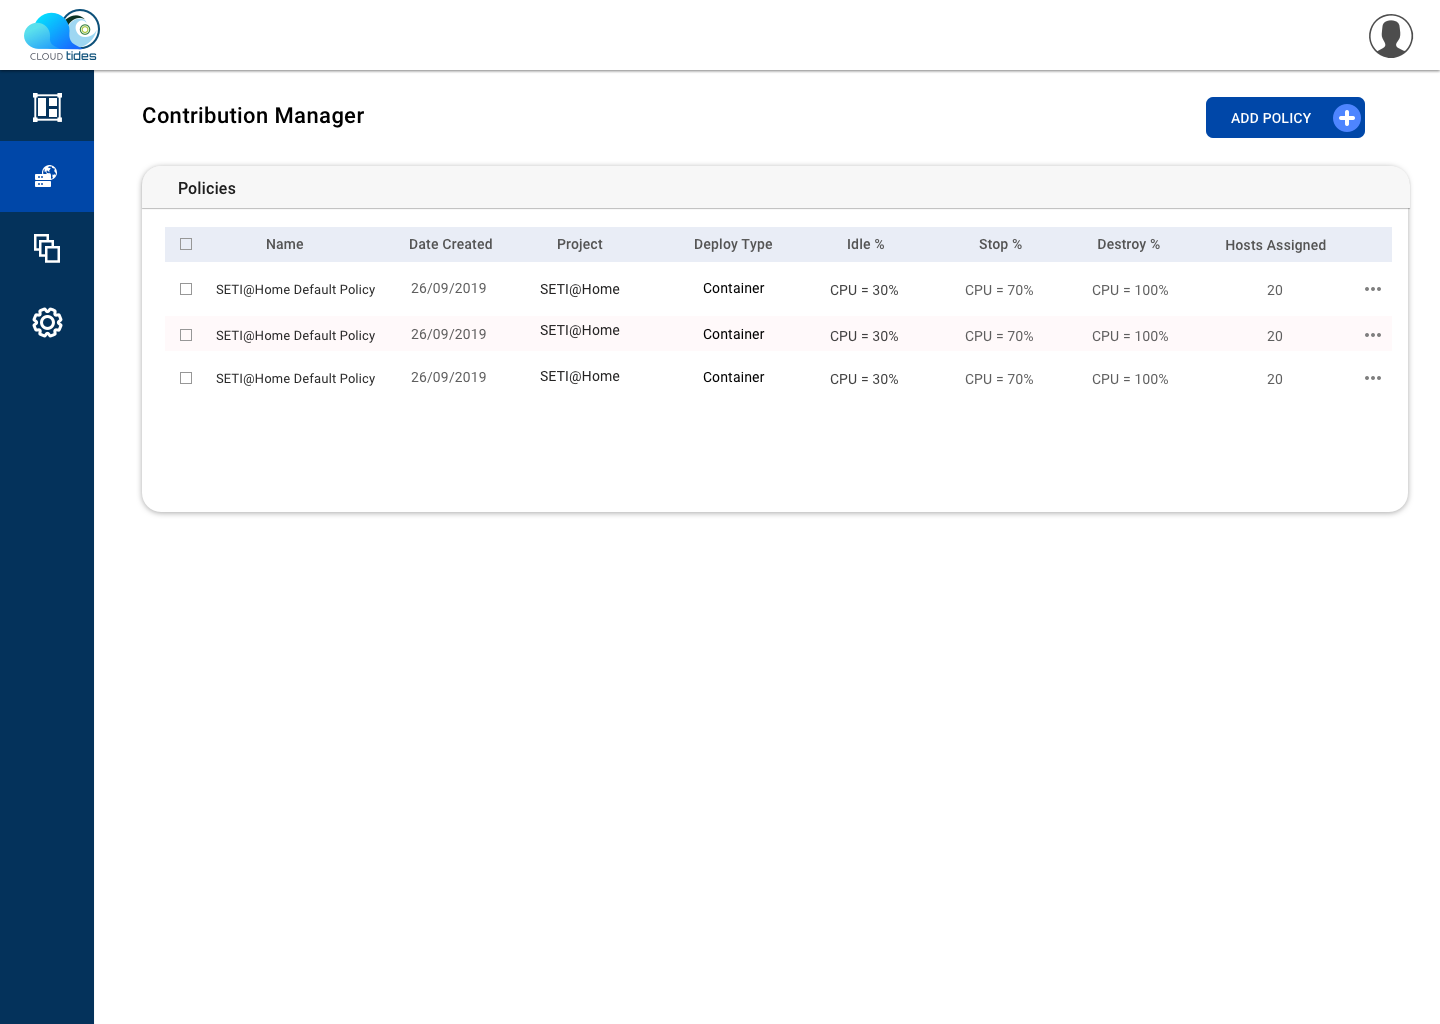 CLOUD tides
Contribution Manager
ADD POLICY
Policies
Name Date Created Project Deploy Type Idle % Stop % Destroy % Hosts Assigned
SETI@Home Default Policy 26/09/2019 SETI@Home Container CPU = 30% CPU = 70% CPU = 100% 20
SETI@Home Default Policy 26/09/2019 SETI@Home Container CPU = 30% CPU = 70% CPU = 100% 20
SETI@Home Default Policy 26/09/2019 SETI@Home Container CPU = 30% CPU = 70% CPU = 100% 20